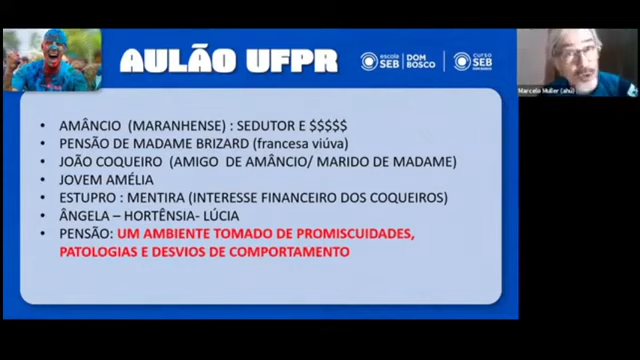 AULÃO UFPR
escola SEB DOM BOSCO
CURSO SEB
Marcela Muller (ahú)
• AMÂNCIO (MARANHENSE) : SEDUTOR E $$$$$
• PENSÃO DE MADAME BRIZARD (francesa viúva)
• JOÃO COQUEIRO (AMIGO DE AMÂNCIO/ MARIDO DE MADAME)
• JOVEM AMÉLIA
• ESTUPRO : MENTIRA (INTERESSE FINANCEIRO DOS COQUEIROS)
• ÂNGELA – HORTÊNSIA- LÚCIA
• PENSÃO: UM AMBIENTE TOMADO DE PROMISCUIDADES,
PATOLOGIAS E DESVIOS DE COMPORTAMENTO